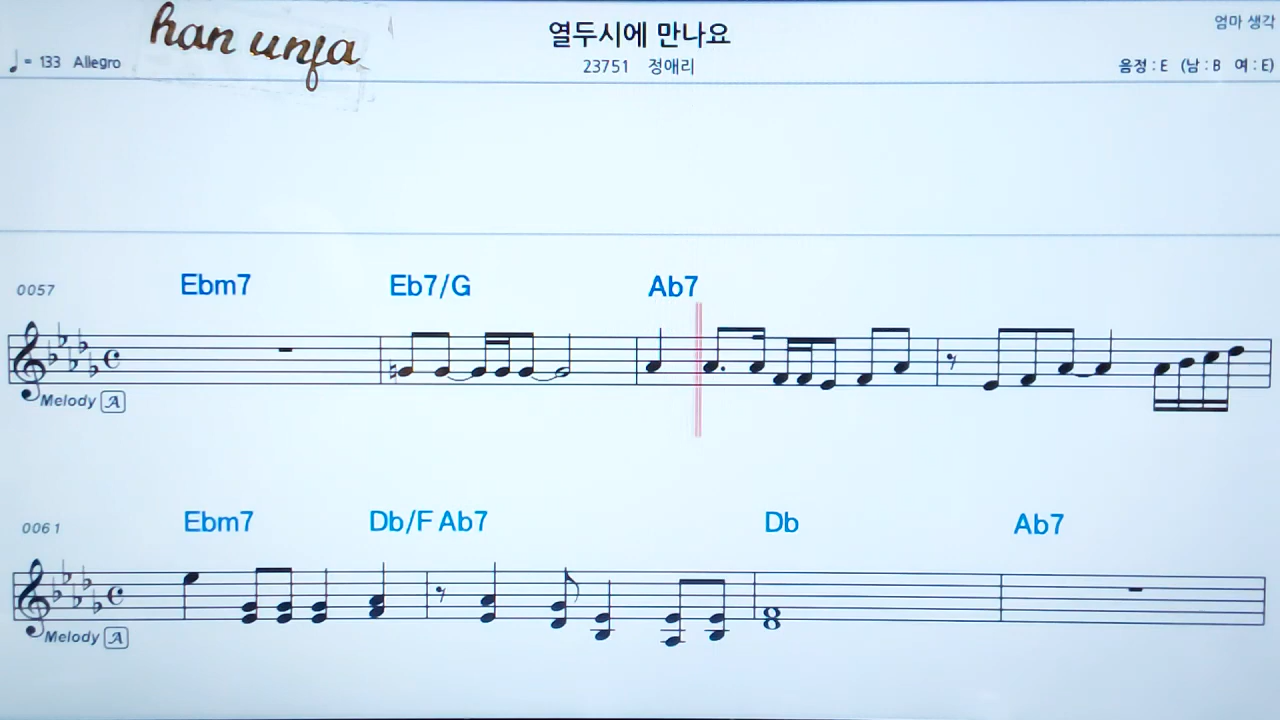 han unja
열두시에 만나요
엄마 생각
♩ = 133 Allegro
23751 정애리
음정 : E (남 : B 여 : E)
Ebm7 Eb7/G Ab7
0057
Melody A
Ebm7 Db/F Ab7 Db Ab7
0061
Melody A